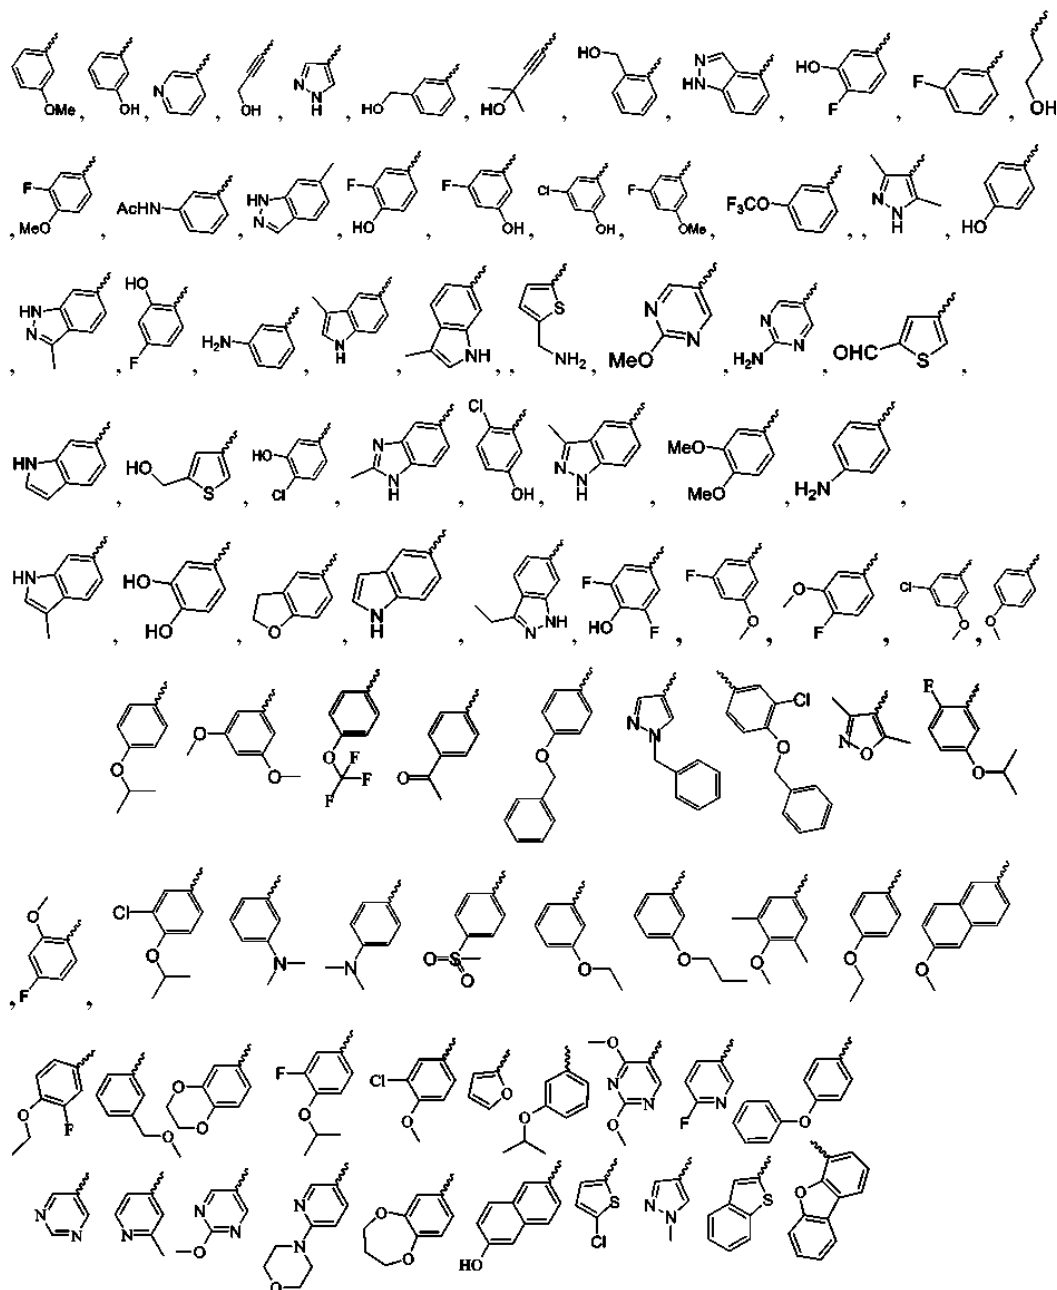 HO N HO F
N N N HO HO N H F OH
OMe, OH, , OH , H , , , , , ,
F F F Cl F
MeO AcHN HN N HO OH OH OMe F₃CO N N H HO
, , , , , , , , , ,
HO
HN N F H₂N N H NH S NH₂ N N MeO N N H₂N OHC S
, , , , , , , , , ,
Cl
HN HO S HO Cl N N H OH N N H MeO MeO H₂N
, , , , , , , ,
HN HO HO O N H N NH F HO F F O O F Cl O O
, , , , , , , , ,
O O O O F F F O O N N Cl O N O F O
O F Cl O N N O S O O O O O O
, ,
O F O O O F O Cl O O O O N N O F N O
N N N N N O N N O O O HO S Cl N N S O